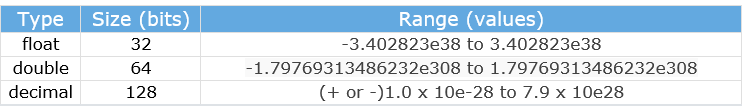 Type Size (bits) Range (values)
float 32 -3.402823e38 to 3.402823e38
double 64 -1.79769313486232e308 to 1.79769313486232e308
decimal 128 (+ or -)1.0 x 10e-28 to 7.9 x 10e28